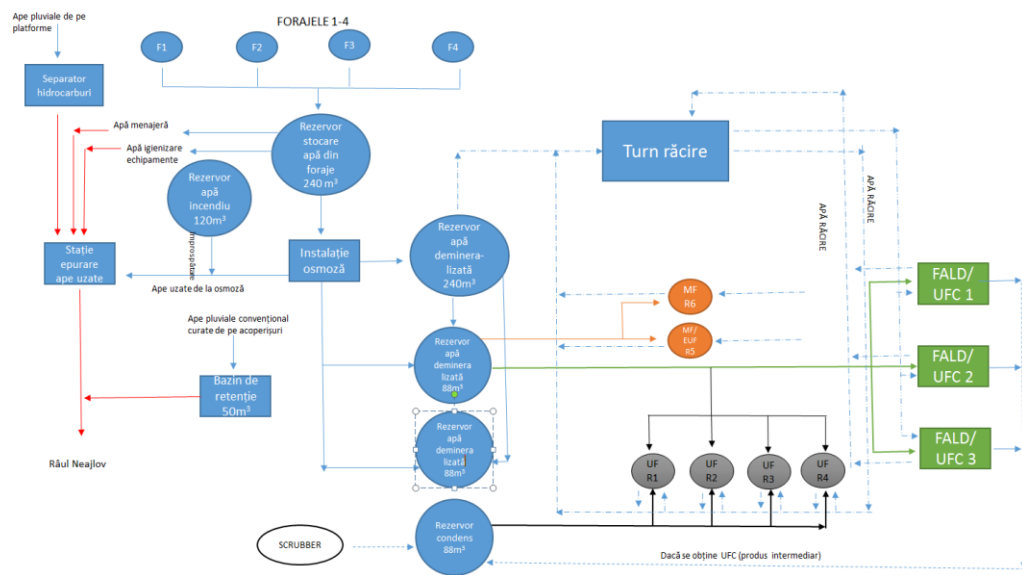 Ape pluviale de pe
platforme
FORAJELE 1-4
F1
F2
F3
F4
Separator
hidrocarburi
Apă menajeră
Apă igienizare
echipamente
Rezervor
stocare
apă din
foraje
240 m³
Turn răcire
Rezervor
apă
incendiu
120m³
Împrospătare
APĂ RĂCIRE
APĂ RĂCIRE
Stație
epurare
ape uzate
Instalație
osmoză
Rezervor
apă
deminera-
lizată
240m³
Ape uzate de la osmoză
MF
R6
FALD/
UFC 1
Ape pluviale convențional
curate de pe acoperișuri
MF/
EUF
R5
Rezervor
apă
deminera
lizată
88m³
FALD/
UFC 2
Bazin de
retenție
50m³
Rezervor
apă
deminera
lizată
88m³
FALD/
UFC 3
Râul Neajlov
UF
R1
UF
R2
UF
R3
UF
R4
SCRUBBER
Rezervor
condens
88m³
Dacă se obține UFC (produs intermediar)